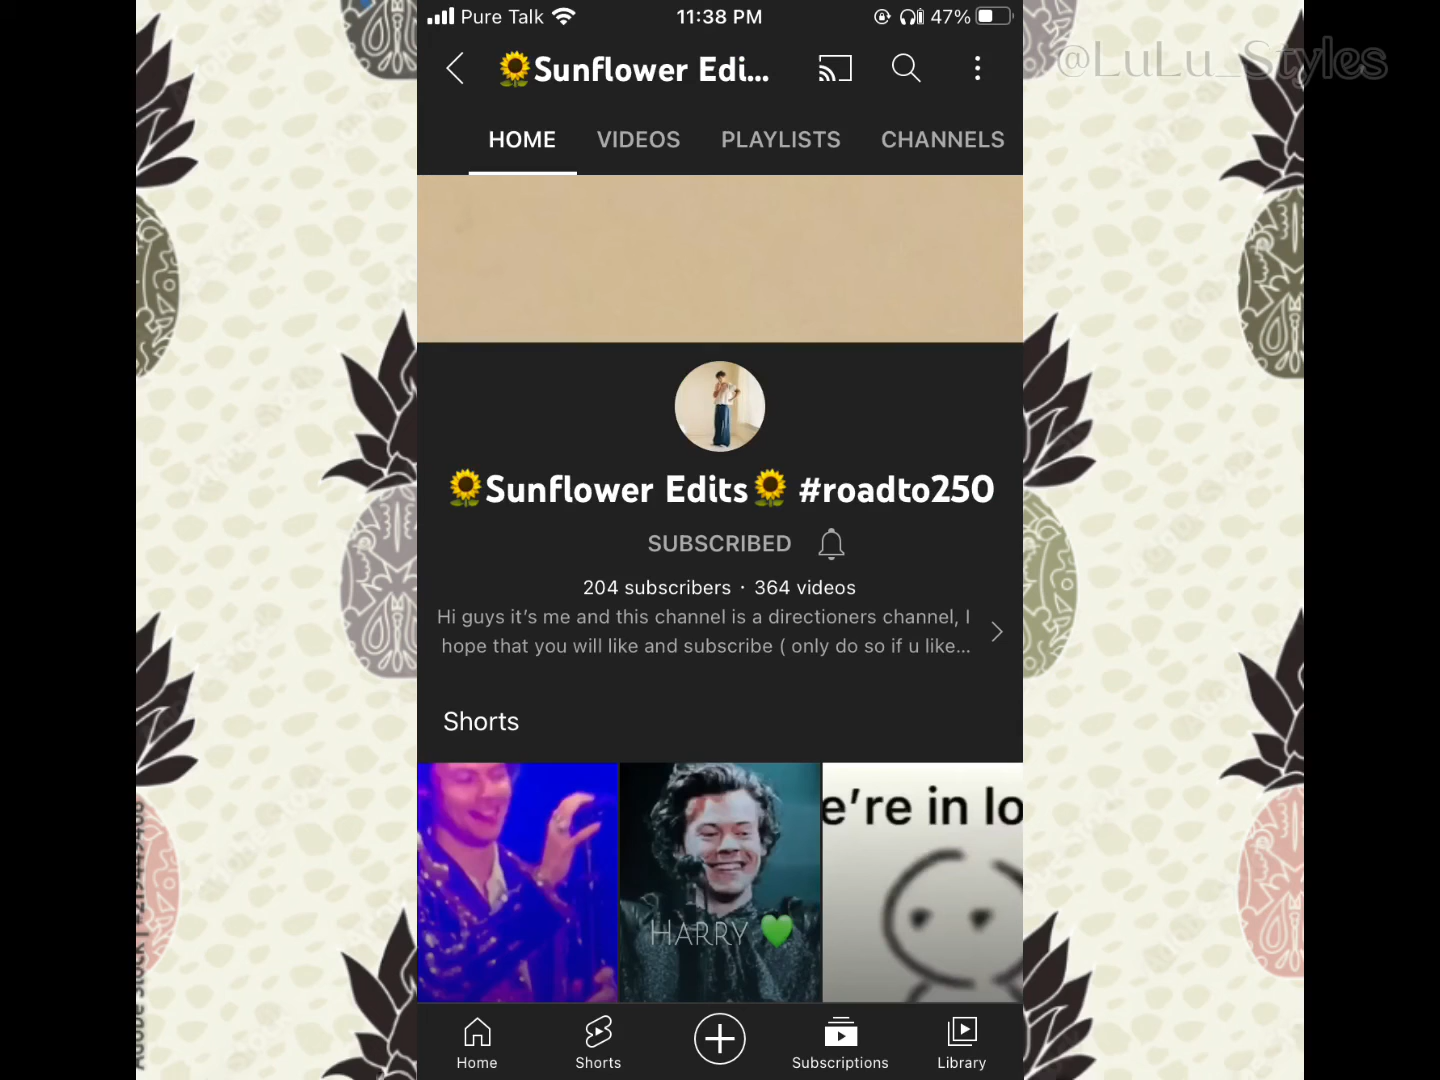 Pure Talk 11:38 PM 47%
@LuLu_Styles
🌻Sunflower Edi...
HOME VIDEOS PLAYLISTS CHANNELS
🌻Sunflower Edits🌻 #roadto250
SUBSCRIBED
204 subscribers · 364 videos
Hi guys it's me and this channel is a directioners channel, I
hope that you will like and subscribe ( only do so if u like...
Shorts
e're in lo
HARRY 💚
Home Shorts Subscriptions Library
Adobe Stock